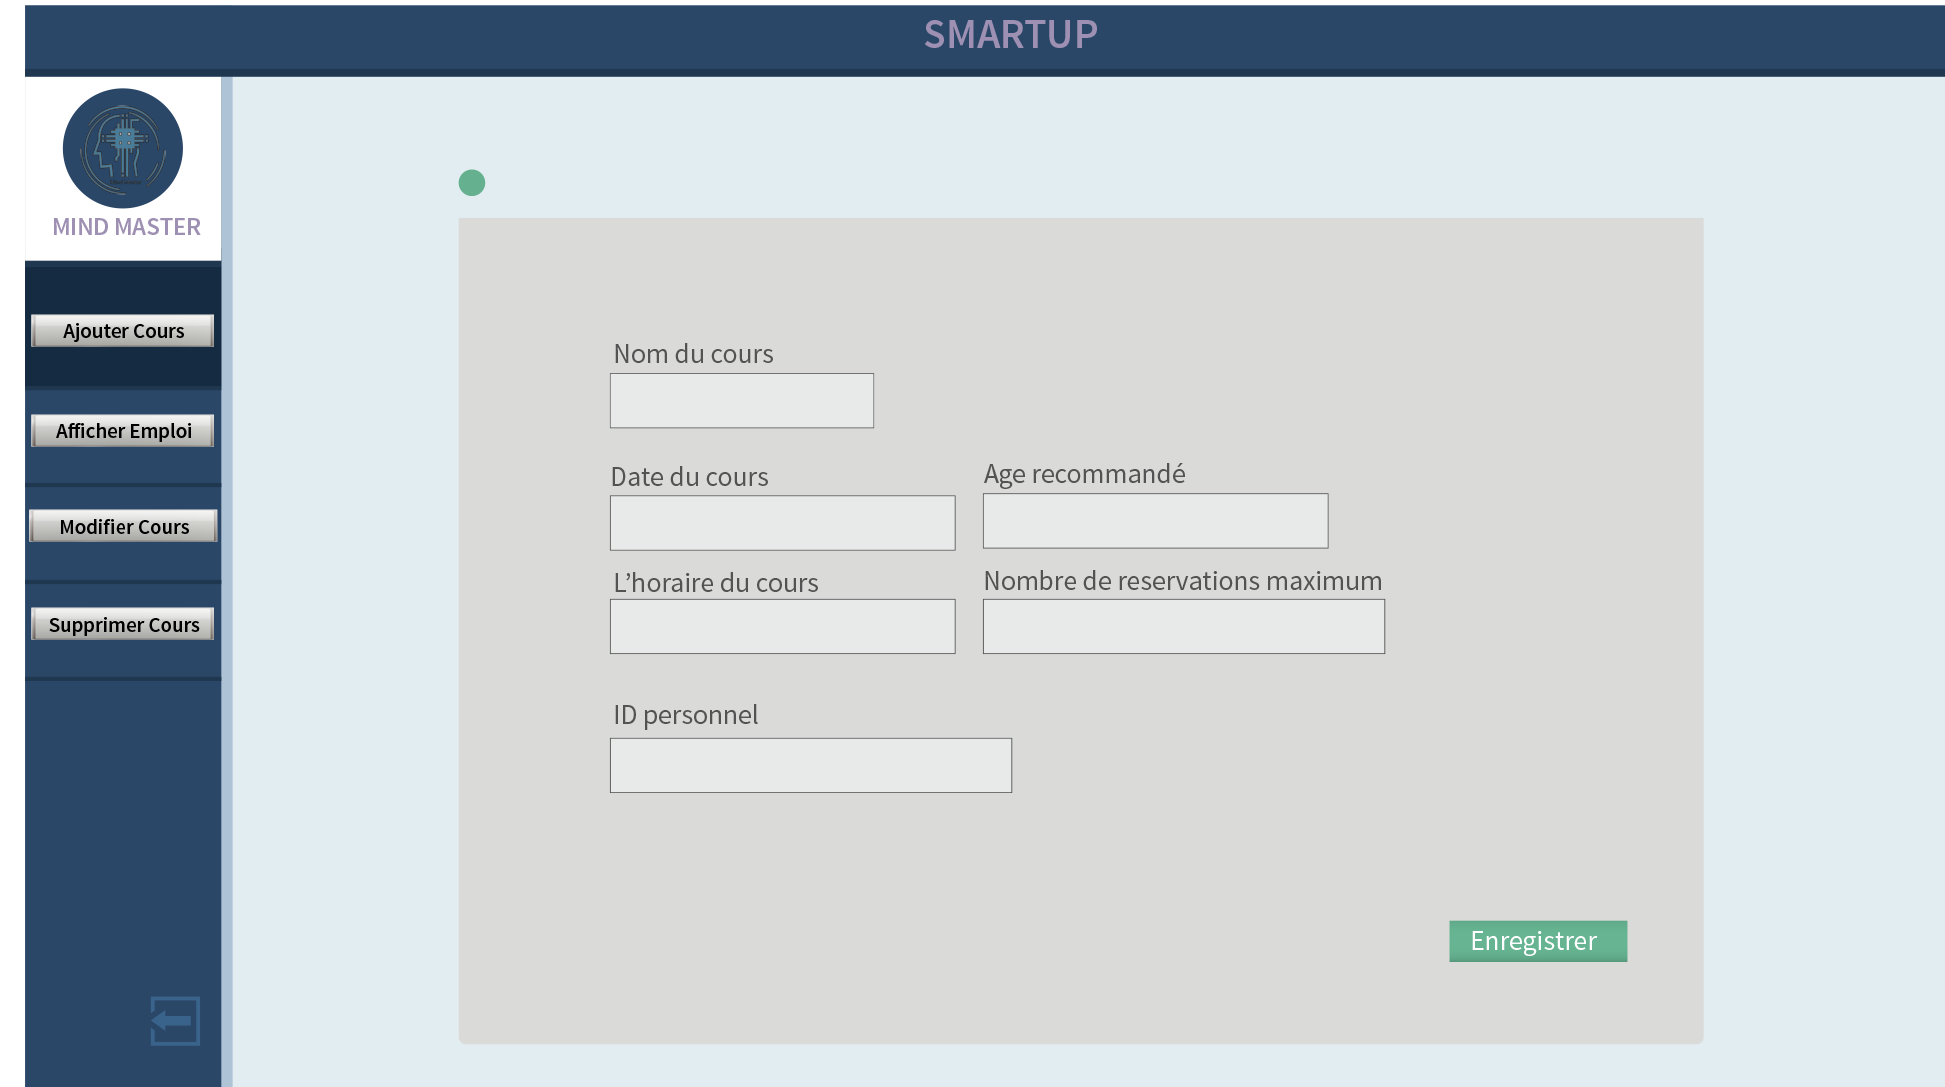 SMARTUP
MIND MASTER
Ajouter Cours
Afficher Emploi
Modifier Cours
Supprimer Cours
Nom du cours
Date du cours
Age recommandé
L’horaire du cours
Nombre de reservations maximum
ID personnel
Enregistrer